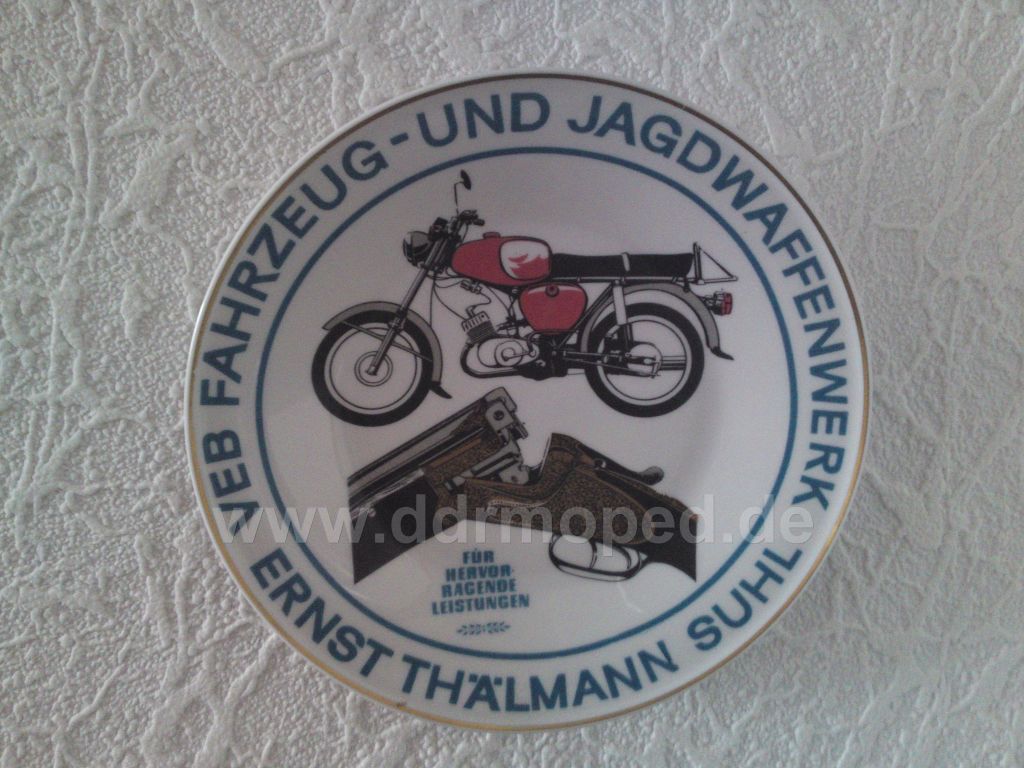 VEB FAHRZEUG-UND JAGDWAFFENWERK
ERNST THÄLMANN SUHL
FÜR
HERVOR-
RAGENDE
LEISTUNGEN
www.ddrmoped.de